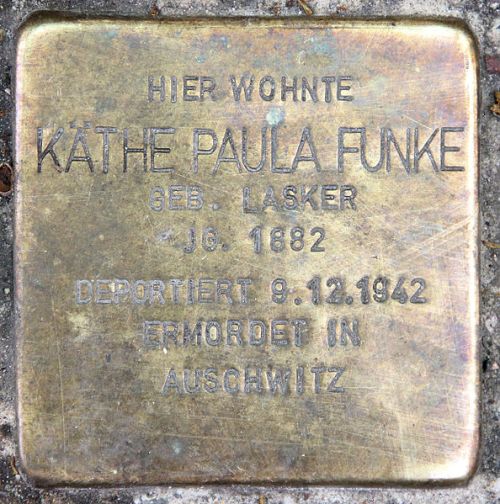 HIER WOHNTE
KÄTHE PAULA FUNKE
GEB. LASKER
JG. 1882
DEPORTIERT 9.12.1942
ERMORDET IN
AUSCHWITZ